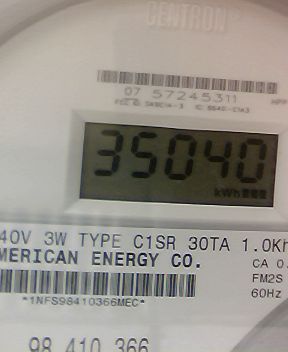 CENTRON
07 57245311
35040
kWh
40V 3W TYPE C1SR 30TA 1.0Kh
MERICAN ENERGY CO.
CA 0.
FM2S
*1NFS98410366MEC*
60Hz
98 410 366